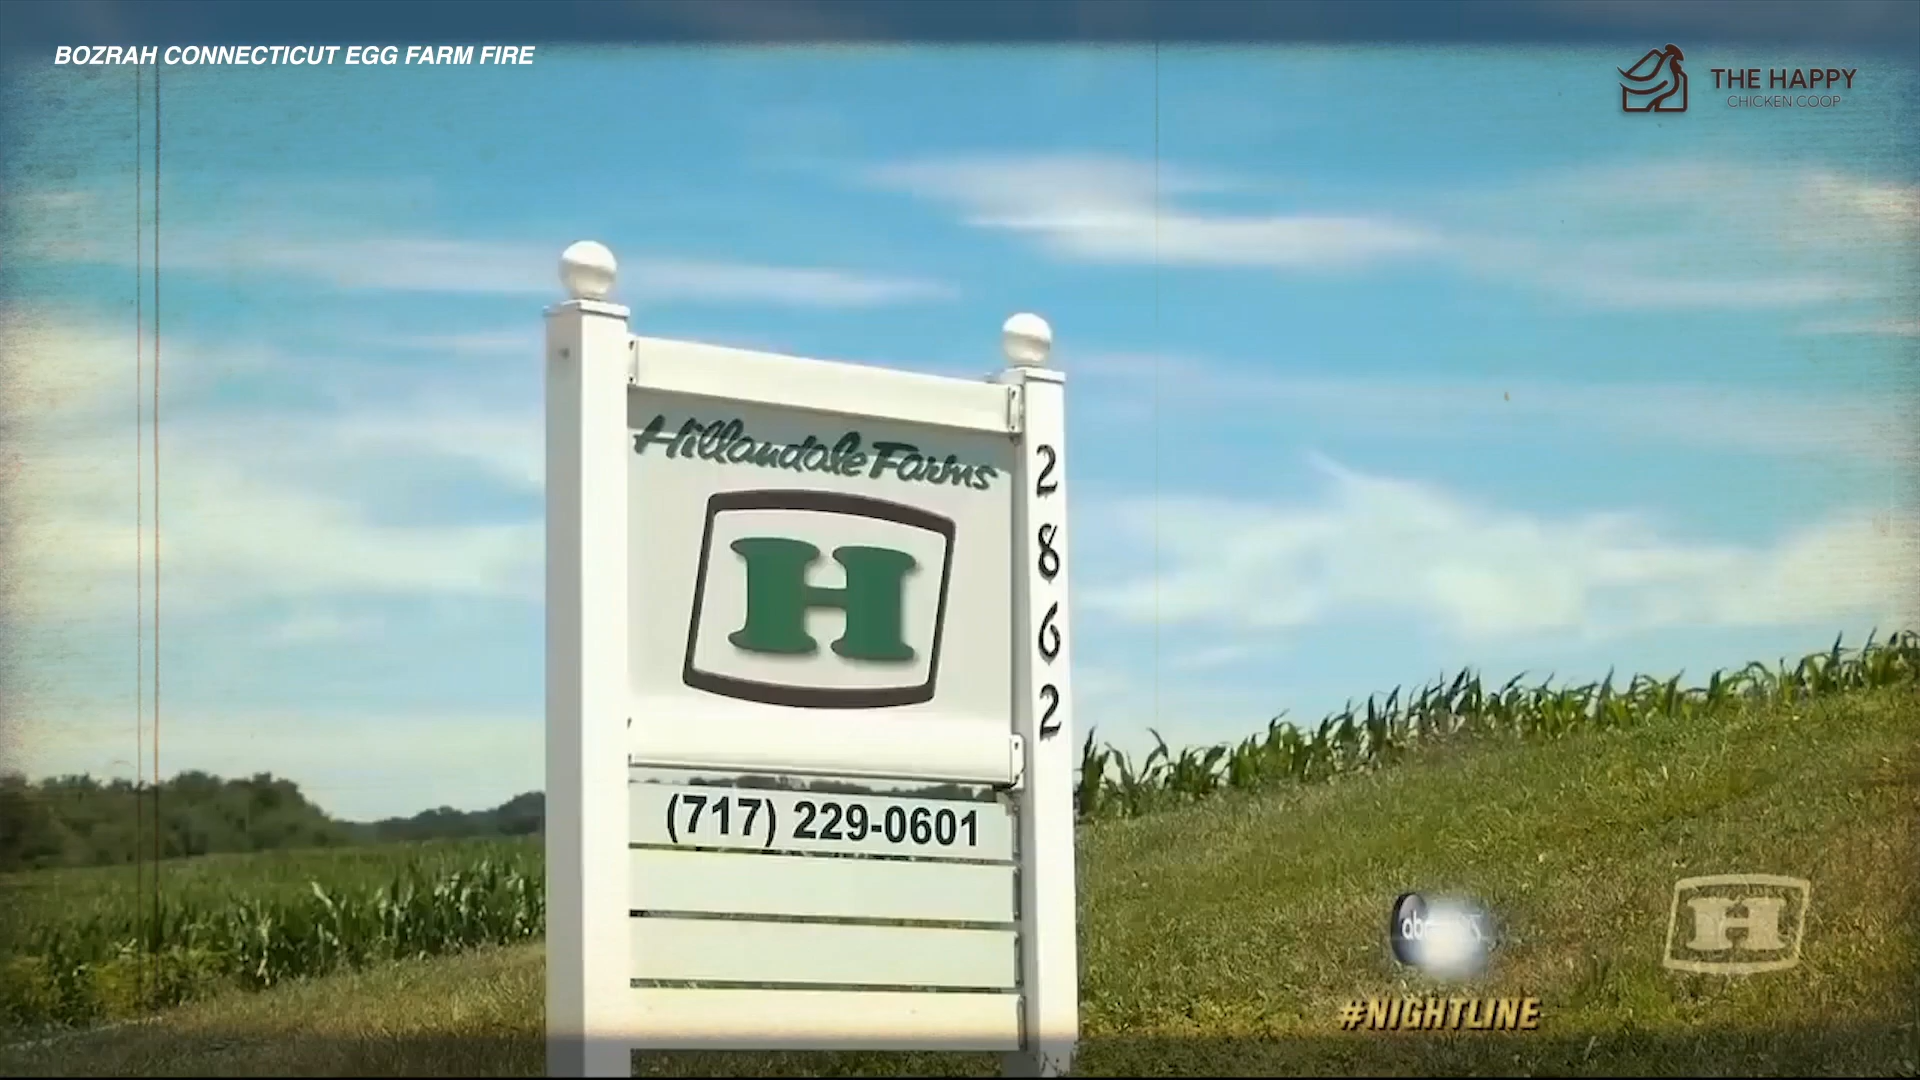 BOZRAH CONNECTICUT EGG FARM FIRE
THE HAPPY
CHICKEN COOP
Hillandale Farms
H
2
8
6
2
(717) 229-0601
abc
H
#NIGHTLINE